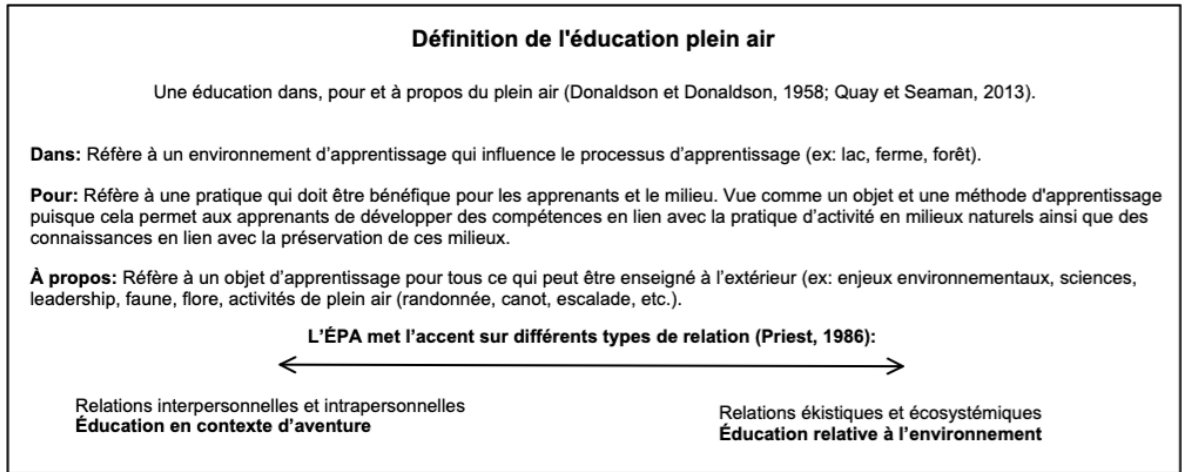 Définition de l'éducation plein air
Une éducation dans, pour et à propos du plein air (Donaldson et Donaldson, 1958; Quay et Seaman, 2013).
Dans: Réfère à un environnement d'apprentissage qui influence le processus d'apprentissage (ex: lac, ferme, forêt).
Pour: Réfère à une pratique qui doit être bénéfique pour les apprenants et le milieu. Vue comme un objet et une méthode d'apprentissage
puisque cela permet aux apprenants de développer des compétences en lien avec la pratique d'activité en milieux naturels ainsi que des
connaissances en lien avec la préservation de ces milieux.
À propos: Réfère à un objet d'apprentissage pour tous ce qui peut être enseigné à l'extérieur (ex: enjeux environnementaux, sciences,
leadership, faune, flore, activités de plein air (randonnée, canot, escalade, etc.).
L'ÉPA met l'accent sur différents types de relation (Priest, 1986):
Relations interpersonnelles et intrapersonnelles
Éducation en contexte d'aventure
Relations ékistiques et écosystémiques
Éducation relative à l'environnement